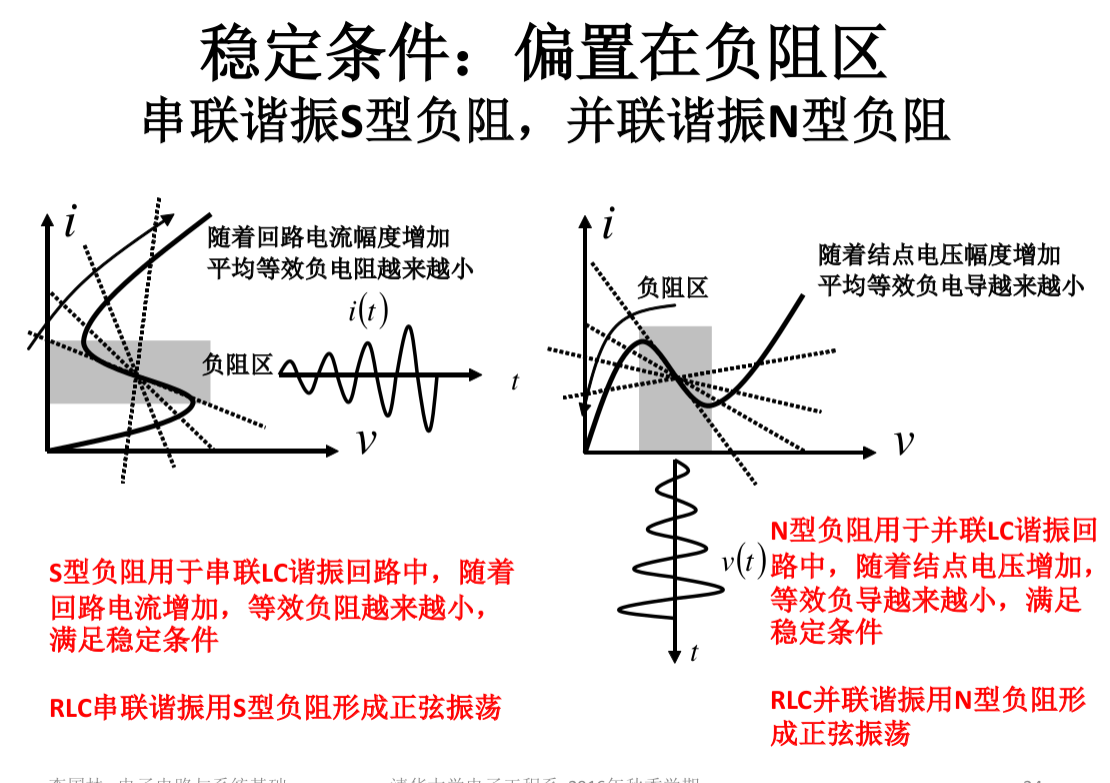 稳定条件：偏置在负阻区
串联谐振S型负阻，并联谐振N型负阻
i
随着回路电流幅度增加
平均等效负电阻越来越小
i(t)
负阻区
t
v
i
负阻区
随着结点电压幅度增加
平均等效负电导越来越小
v
v(t)
t
S型负阻用于串联LC谐振回路中，随着
回路电流增加，等效负阻越来越小，
满足稳定条件
RLC串联谐振用S型负阻形成正弦振荡
N型负阻用于并联LC谐振回
路中，随着结点电压增加，
等效负导越来越小，满足
稳定条件
RLC并联谐振用N型负阻形
成正弦振荡